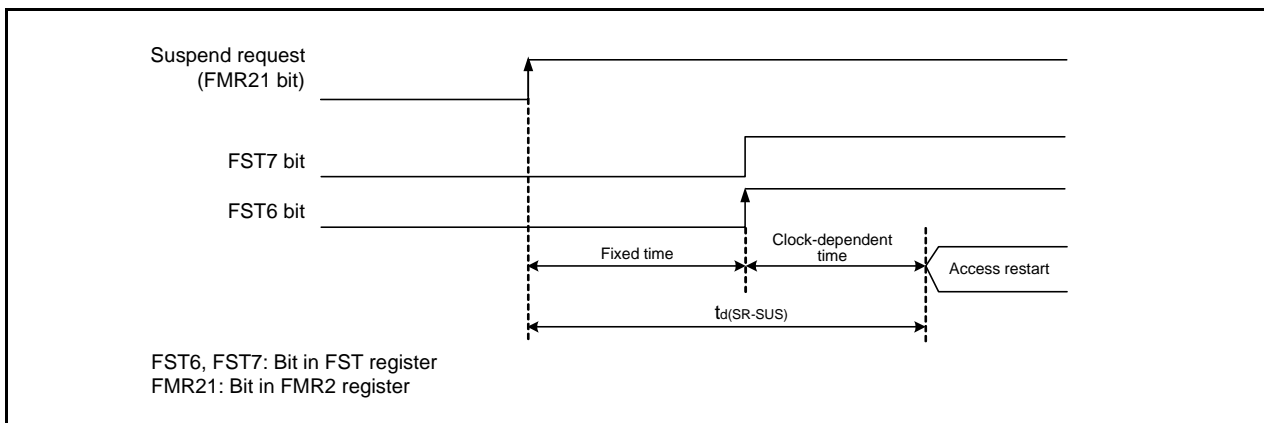 Suspend request
(FMR21 bit)
FST7 bit
FST6 bit
Fixed time
Clock-dependent
time
Access restart
td(SR-SUS)
FST6, FST7: Bit in FST register
FMR21: Bit in FMR2 register